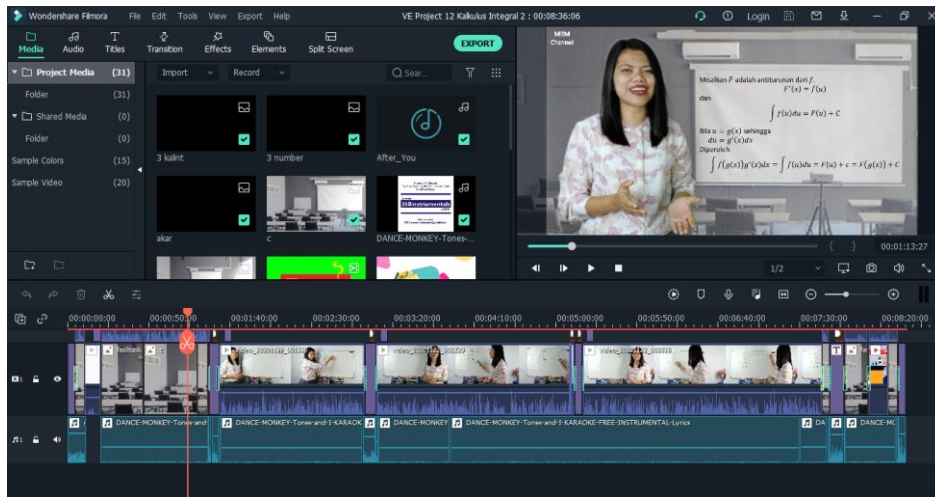 Wondershare Filmora File Edit Tools View Export Help VE Project 12 Kalkulus Integral 2 : 00:08:36:06 Login
Media Audio Titles Transition Effects Elements Split Screen EXPORT
Project Media (31)
Folder (31)
Shared Media (0)
Folder (0)
Sample Colors (15)
Sample Video (20)
Import Record Sear...
3 kalint 3 number After_You
akar c DANCE-MONKEY-Tones-...
MBM
Channel
Misalkan F adalah antiturunan dari f.
F'(x) = f(u)
dan
∫ f(u)du = F(u) + C
Bila u = g(x) sehingga
du = g'(x)dx
Diperoleh
∫ f(g(x))g'(x)dx = ∫ f(u)du = F(u) + c = F(g(x)) + C
{ } 00:01:13:27
1/2
00:00:00:00 00:00:50:00 00:01:40:00 00:02:30:00 00:03:20:00 00:04:10:00 00:05:00:00 00:05:50:00 00:06:40:00 00:07:30:00 00:08:20:00
DANCE-MONKEY-Tones-and- DANCE-MONKEY-Tones-and-I-KARAOK DANCE-MONKEY DANCE-MONKEY-Tones-and-I-KARAOKE-FREE-INSTRUMENTAL-Lyrics DA DANCE-MO